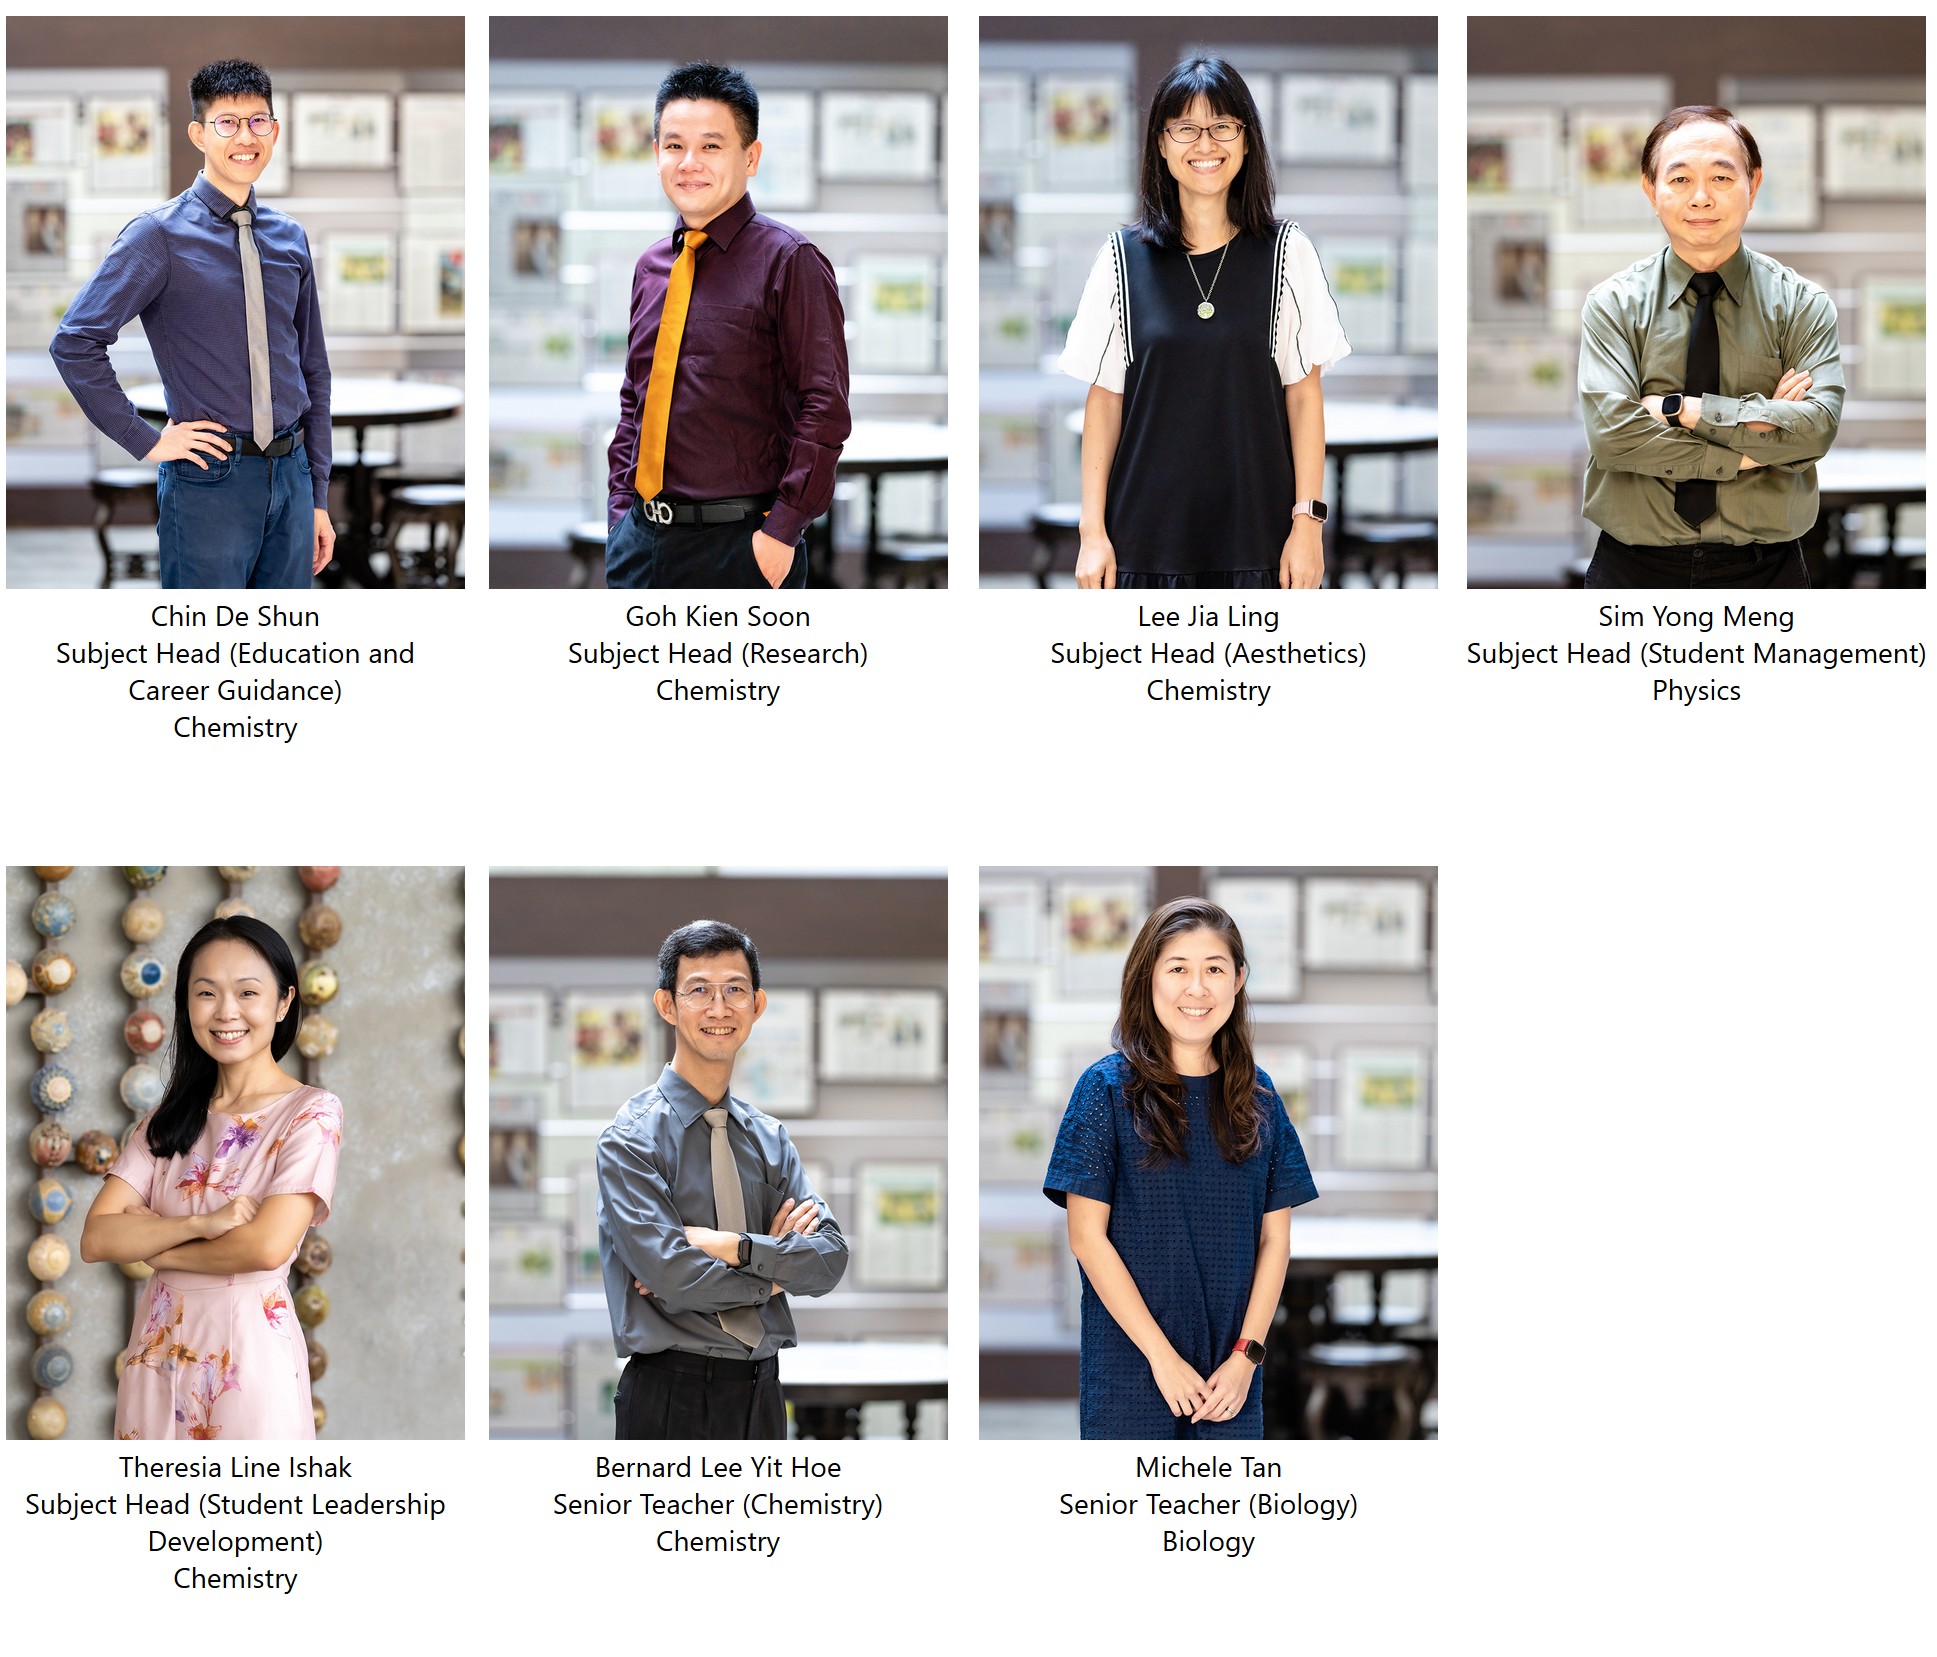 Chin De Shun
Subject Head (Education and
Career Guidance)
Chemistry
Goh Kien Soon
Subject Head (Research)
Chemistry
Lee Jia Ling
Subject Head (Aesthetics)
Chemistry
Sim Yong Meng
Subject Head (Student Management)
Physics
Theresia Line Ishak
Subject Head (Student Leadership
Development)
Chemistry
Bernard Lee Yit Hoe
Senior Teacher (Chemistry)
Chemistry
Michele Tan
Senior Teacher (Biology)
Biology